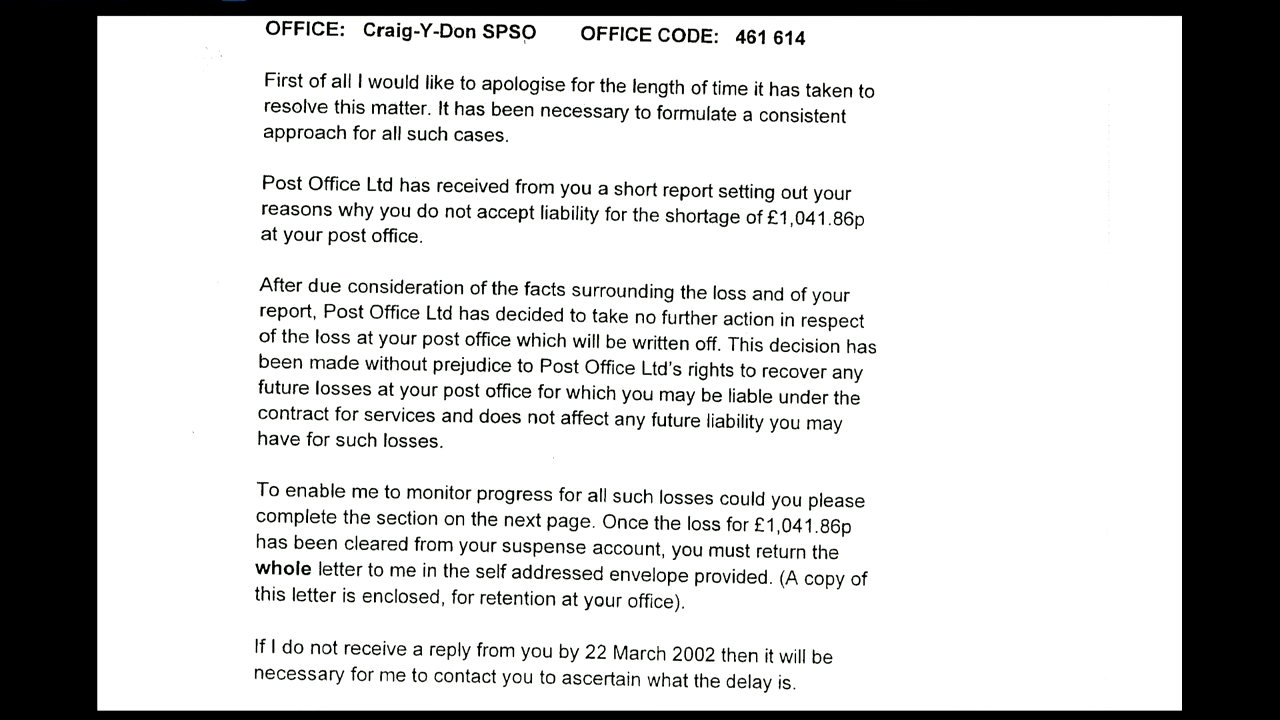 OFFICE: Craig-Y-Don SPSO OFFICE CODE: 461 614
First of all I would like to apologise for the length of time it has taken to
resolve this matter. It has been necessary to formulate a consistent
approach for all such cases.
Post Office Ltd has received from you a short report setting out your
reasons why you do not accept liability for the shortage of £1,041.86p
at your post office.
After due consideration of the facts surrounding the loss and of your
report, Post Office Ltd has decided to take no further action in respect
of the loss at your post office which will be written off. This decision has
been made without prejudice to Post Office Ltd's rights to recover any
future losses at your post office for which you may be liable under the
contract for services and does not affect any future liability you may
have for such losses.
To enable me to monitor progress for all such losses could you please
complete the section on the next page. Once the loss for £1,041.86p
has been cleared from your suspense account, you must return the
whole letter to me in the self addressed envelope provided. (A copy of
this letter is enclosed, for retention at your office).
If I do not receive a reply from you by 22 March 2002 then it will be
necessary for me to contact you to ascertain what the delay is.